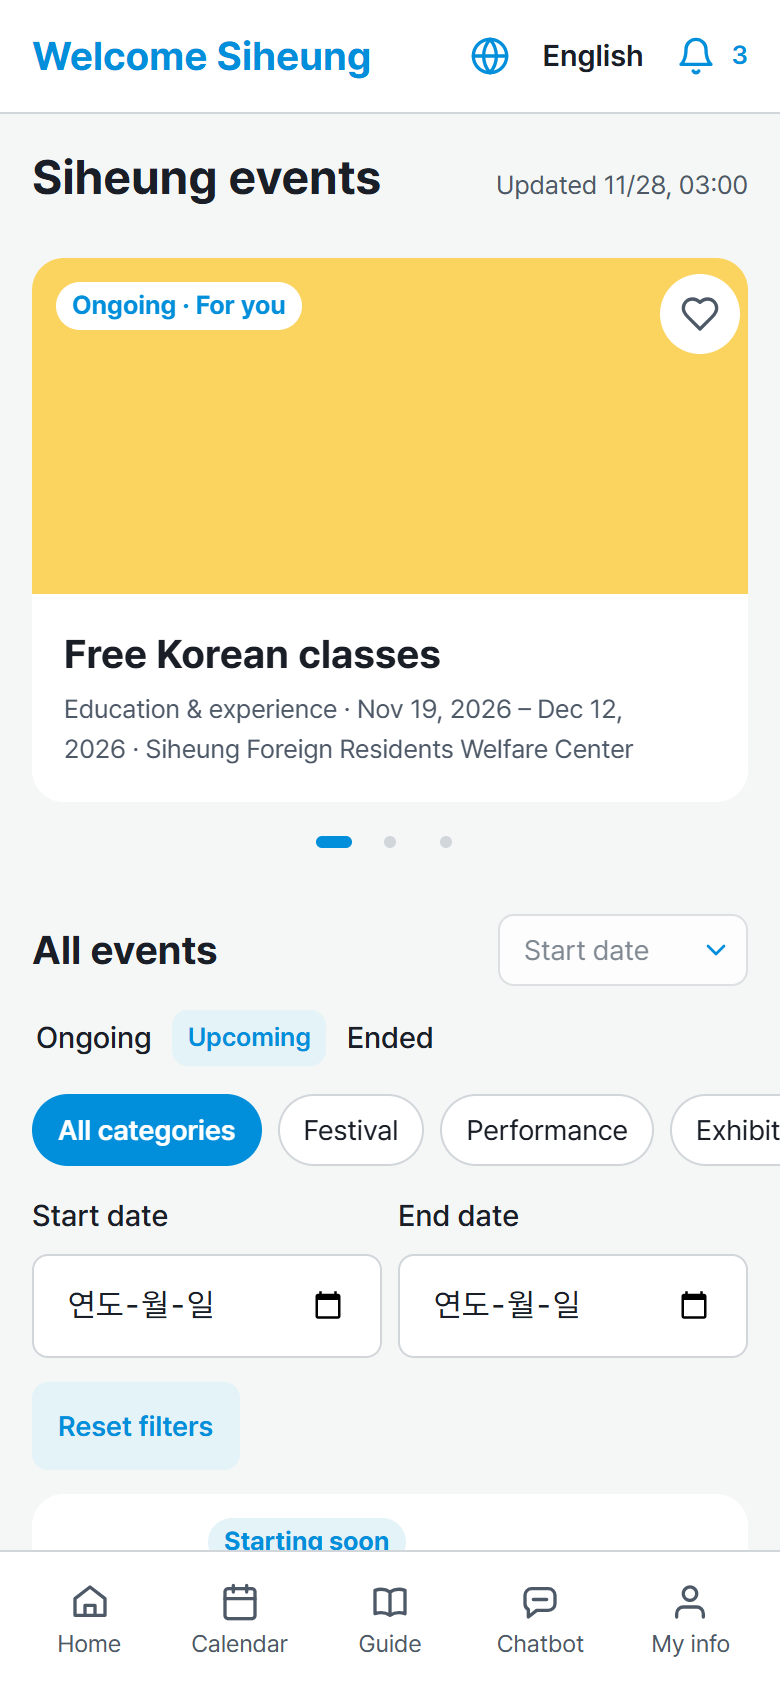 Welcome Siheung
English
3
Siheung events
Updated 11/28, 03:00
Ongoing · For you
Free Korean classes
Education & experience · Nov 19, 2026 – Dec 12,
2026 · Siheung Foreign Residents Welfare Center
All events
Start date
Ongoing
Upcoming
Ended
All categories
Festival
Performance
Exhibit
Start date
End date
연도-월-일
연도-월-일
Reset filters
Starting soon
Home
Calendar
Guide
Chatbot
My info